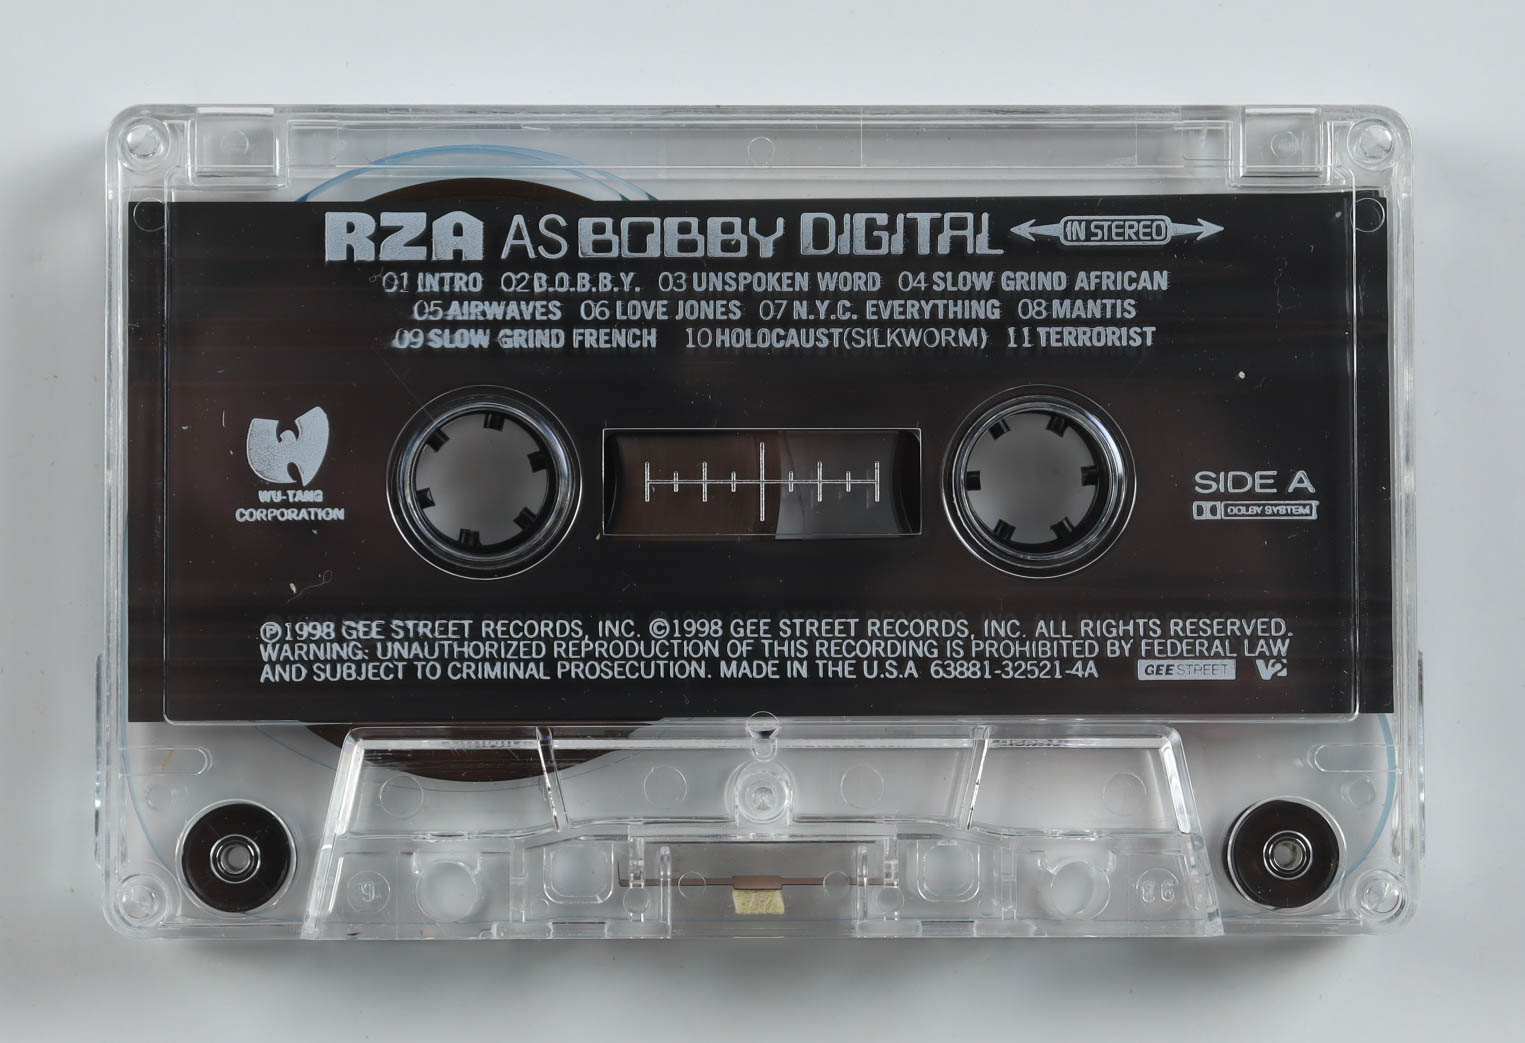 RZA AS BOBBY DIGITAL IN STEREO
01 INTRO 02 B.O.B.B.Y. 03 UNSPOKEN WORD 04 SLOW GRIND AFRICAN
05 AIRWAVES 06 LOVE JONES 07 N.Y.C. EVERYTHING 08 MANTIS
09 SLOW GRIND FRENCH 10 HOLOCAUST(SILKWORM) 11 TERRORIST
WU-TANG
CORPORATION
SIDE A
DOLBY SYSTEM
Ⓟ1998 GEE STREET RECORDS, INC. ©1998 GEE STREET RECORDS, INC. ALL RIGHTS RESERVED.
WARNING: UNAUTHORIZED REPRODUCTION OF THIS RECORDING IS PROHIBITED BY FEDERAL LAW
AND SUBJECT TO CRIMINAL PROSECUTION. MADE IN THE U.S.A 63881-32521-4A GEE STREET V2